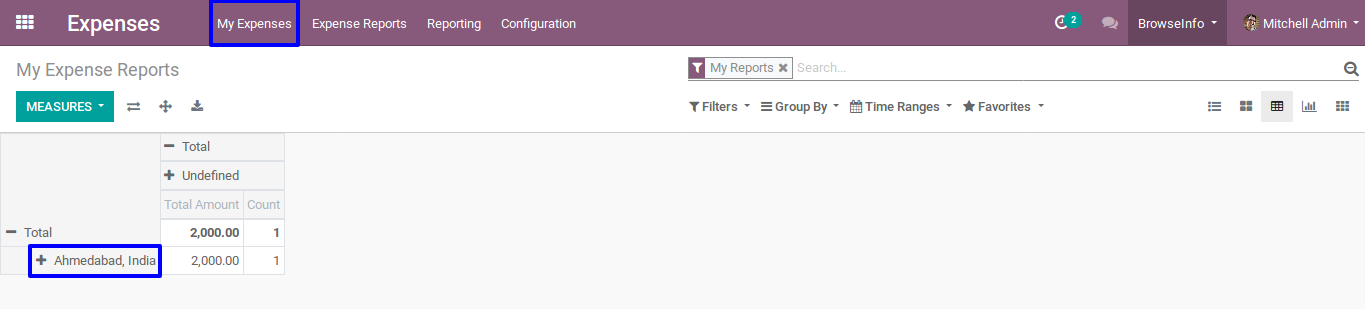 Expenses My Expenses Expense Reports Reporting Configuration 2 BrowseInfo Mitchell Admin
My Expense Reports My Reports Search...
MEASURES Filters Group By Time Ranges Favorites
Total
Undefined
Total Amount Count
Total 2,000.00 1
Ahmedabad, India 2,000.00 1